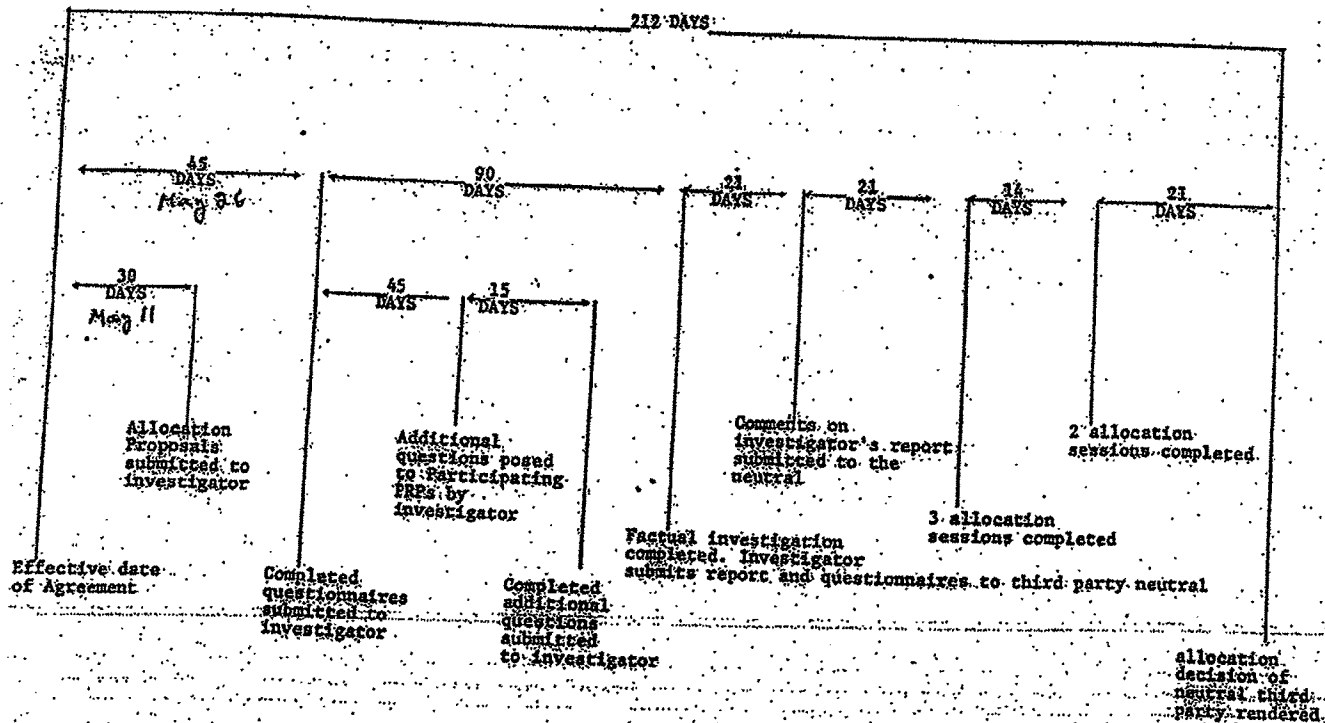 212 DAYS
45
DAYS
May 26
90
DAYS
21
DAYS
21
DAYS
14
DAYS
21
DAYS
30
DAYS
May 11
45
DAYS
15
DAYS
Allocation
Proposals
submitted to
investigator
Additional
questions posed
to Participating
PRPs by
investigator
Comments on
investigator's report
submitted to the
neutral
2 allocation
sessions completed
3 allocation
sessions completed
Effective date
of Agreement
Completed
questionnaires
submitted to
investigator
Completed
additional
questions
submitted
to investigator
Factual investigation
completed. Investigator
submits report and questionnaires to third party neutral
allocation
decision of
neutral third
party rendered